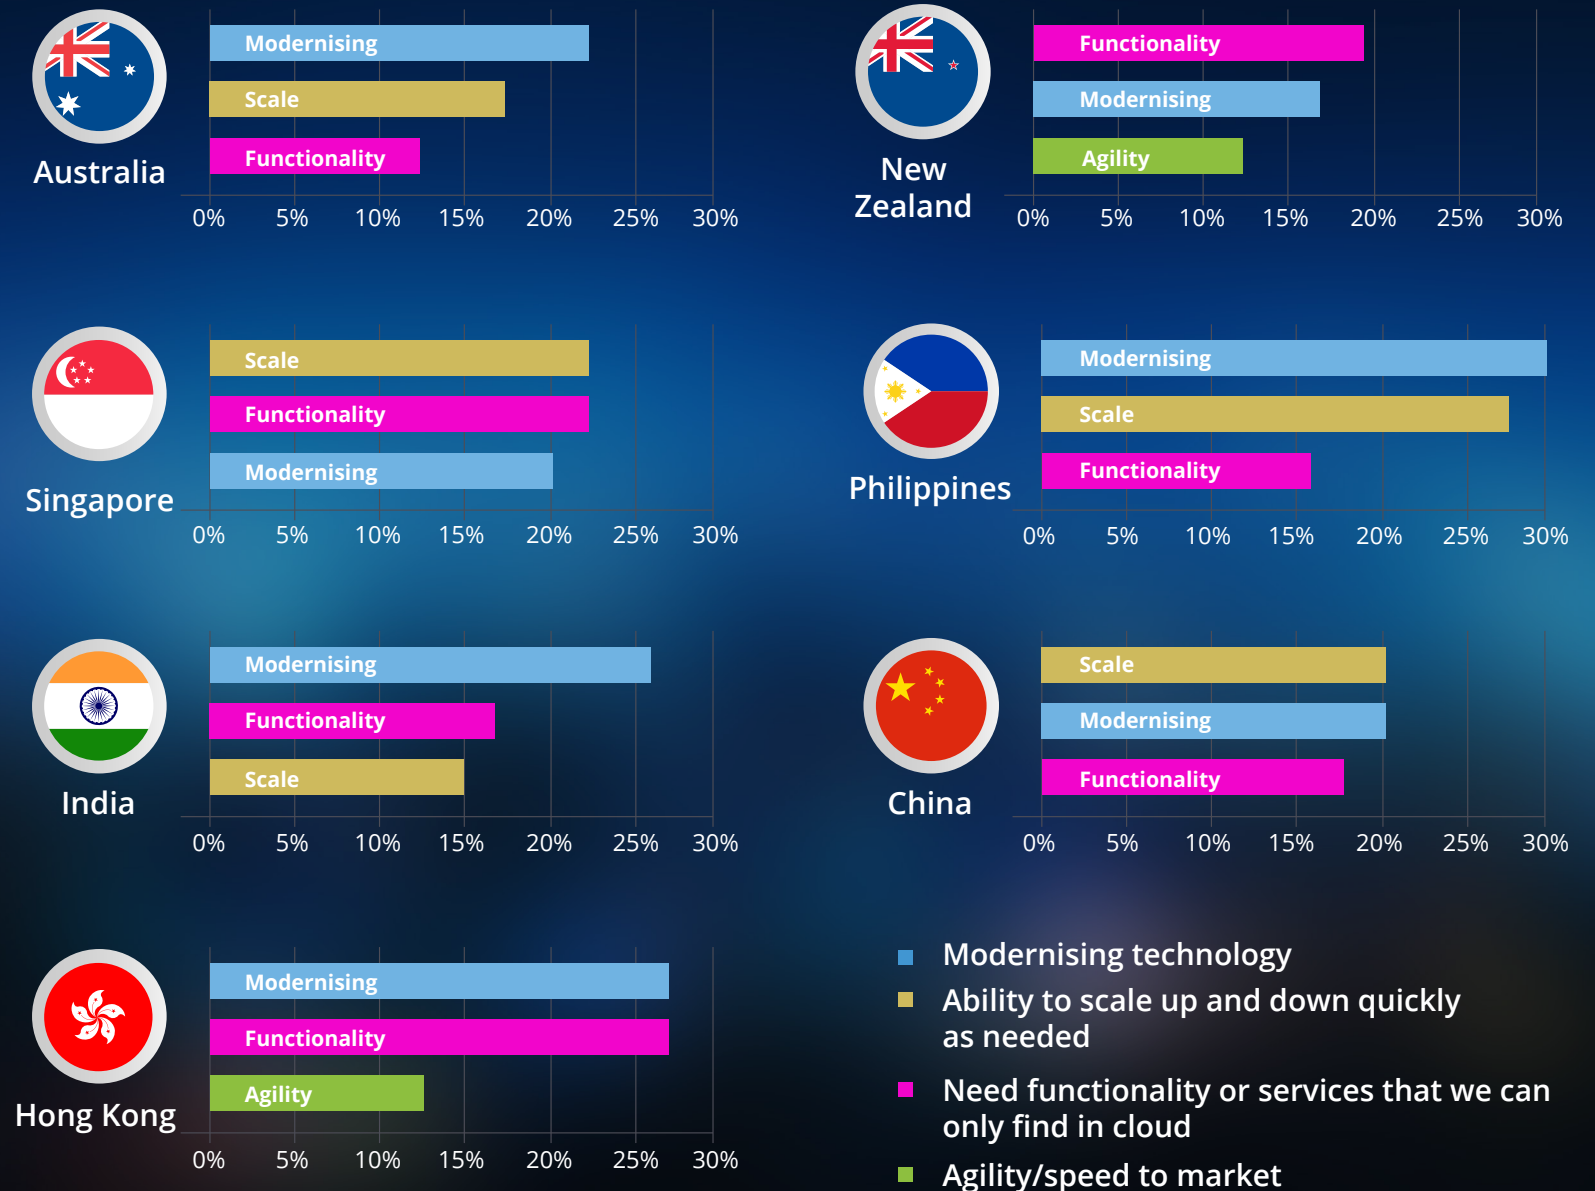 Modernising
Scale
Functionality
Australia
0% 5% 10% 15% 20% 25% 30%
Functionality
Modernising
Agility
New
Zealand
0% 5% 10% 15% 20% 25% 30%
Scale
Functionality
Modernising
Singapore
0% 5% 10% 15% 20% 25% 30%
Modernising
Scale
Functionality
Philippines
0% 5% 10% 15% 20% 25% 30%
Modernising
Functionality
Scale
India
0% 5% 10% 15% 20% 25% 30%
Scale
Modernising
Functionality
China
0% 5% 10% 15% 20% 25% 30%
Modernising
Functionality
Agility
Hong Kong
0% 5% 10% 15% 20% 25% 30%
Modernising technology
Ability to scale up and down quickly
as needed
Need functionality or services that we can
only find in cloud
Agility/speed to market